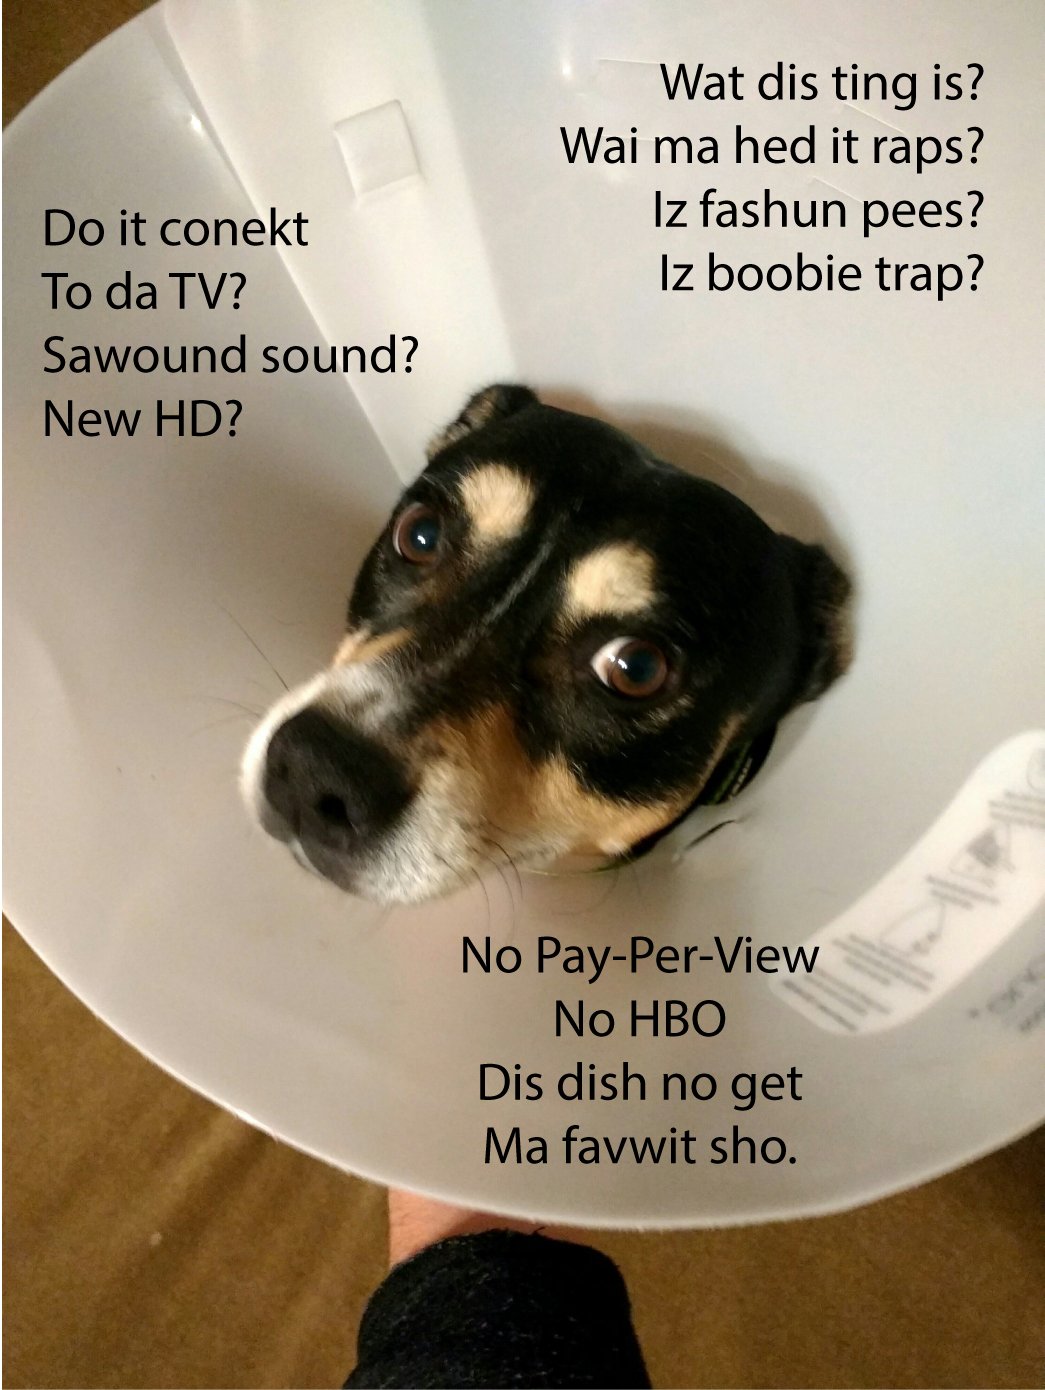 Wat dis ting is?
Wai ma hed it raps?
Iz fashun pees?
Iz boobie trap?
Do it conekt
To da TV?
Sawound sound?
New HD?
No Pay-Per-View
No HBO
Dis dish no get
Ma favwit sho.